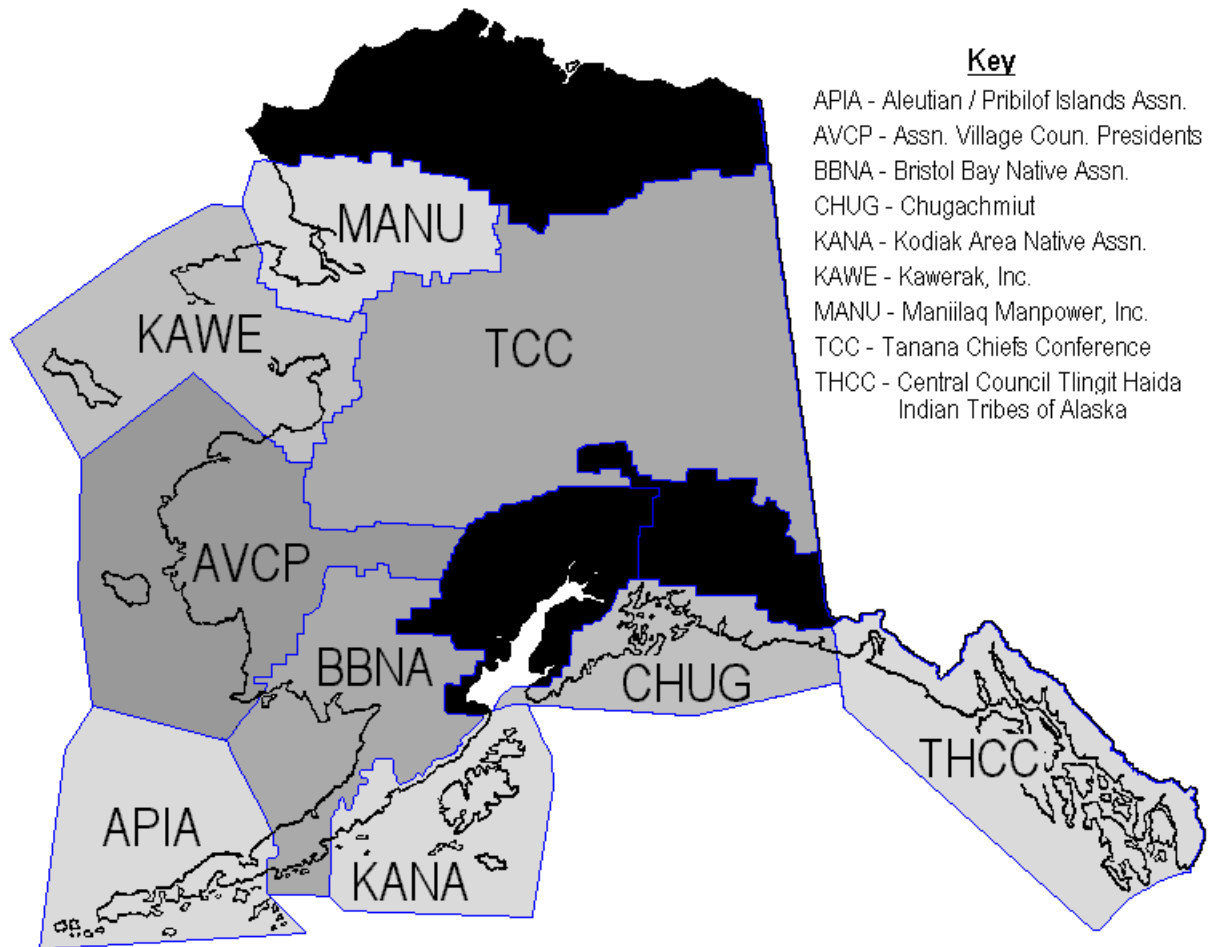 Key
APIA - Aleutian / Pribilof Islands Assn.
AVCP - Assn. Village Coun. Presidents
BBNA - Bristol Bay Native Assn.
CHUG - Chugachmiut
KANA - Kodiak Area Native Assn.
KAWE - Kawerak, Inc.
MANU - Maniilaq Manpower, Inc.
TCC - Tanana Chiefs Conference
THCC - Central Council Tlingit Haida
Indian Tribes of Alaska
MANU
KAWE
TCC
AVCP
BBNA
CHUG
THCC
APIA
KANA